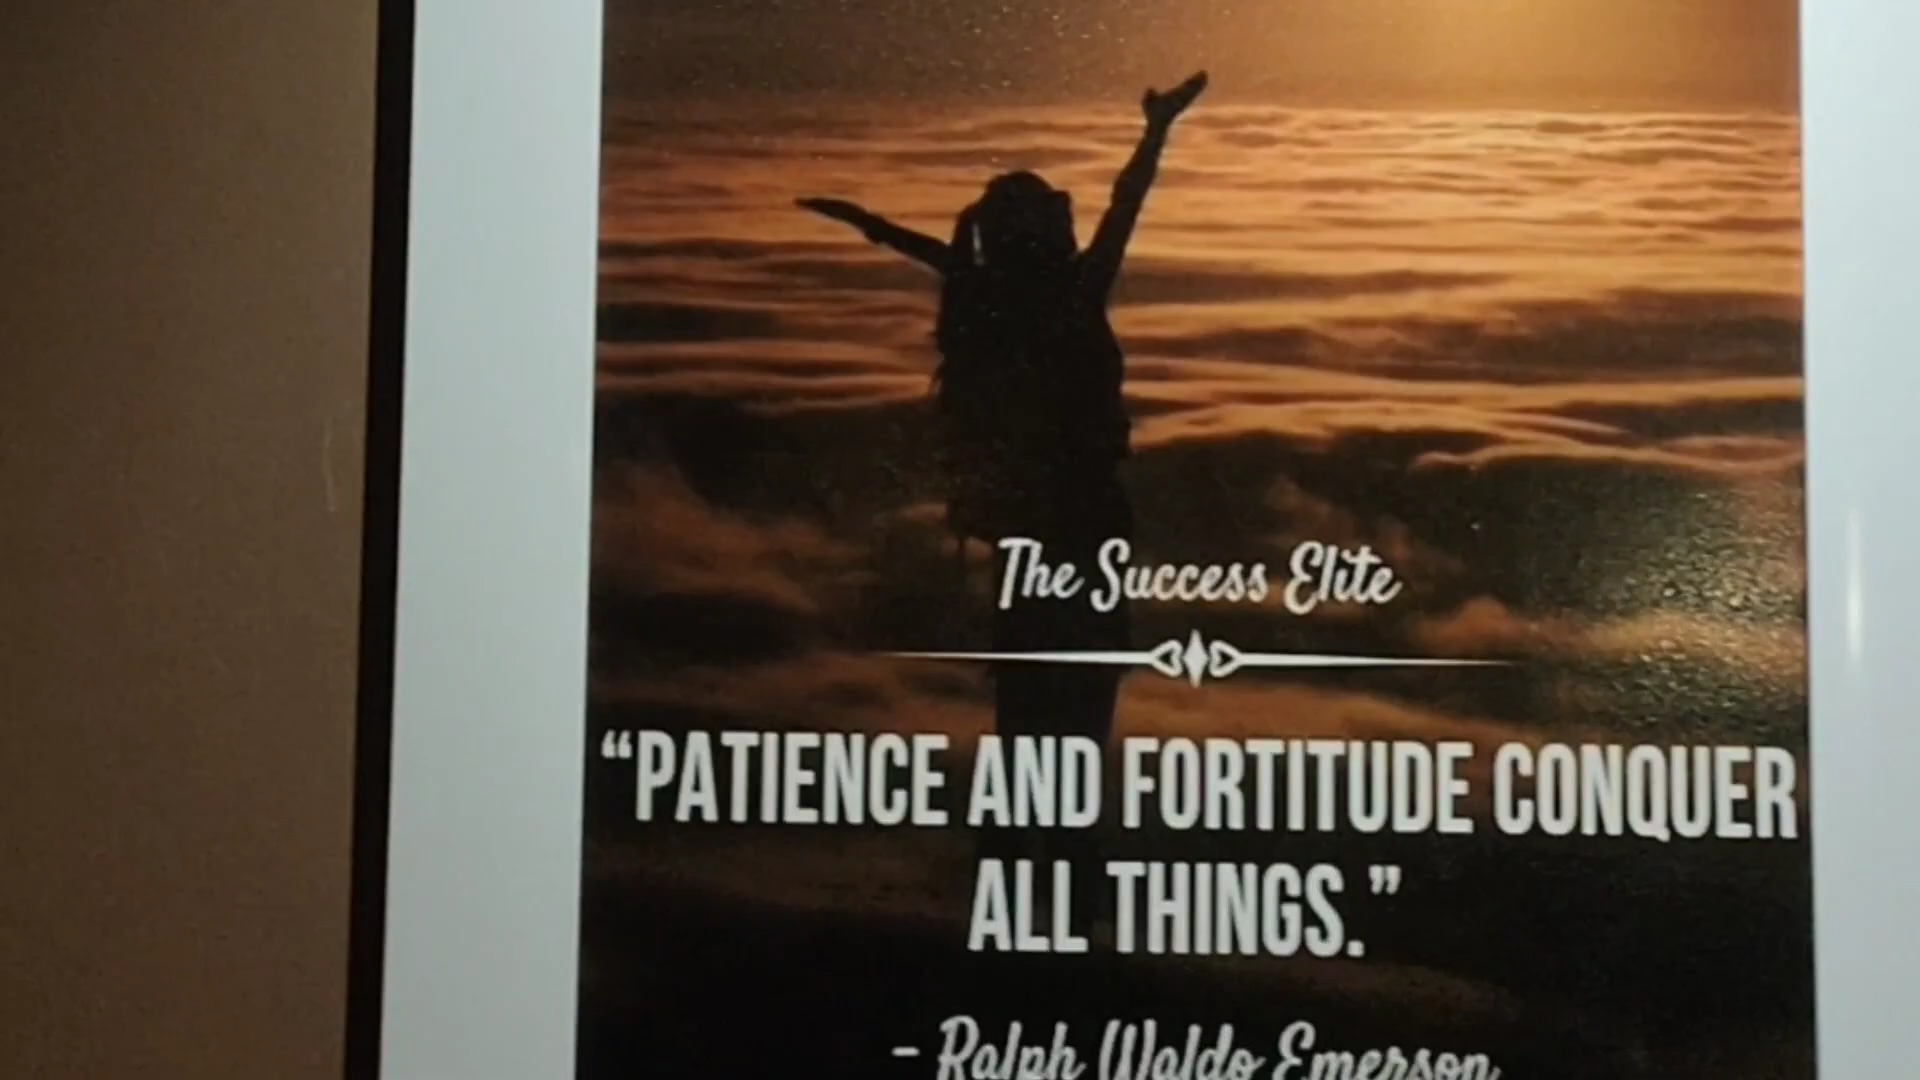 The Success Elite
“PATIENCE AND FORTITUDE CONQUER
ALL THINGS.”
- Ralph Waldo Emerson